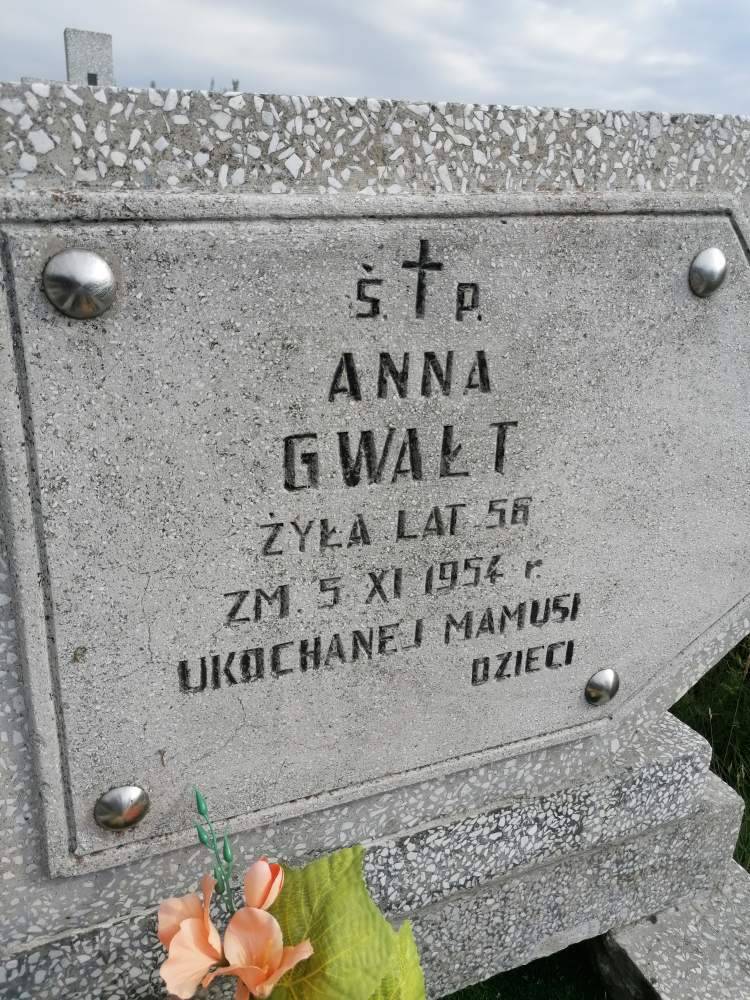 Ś. † P.
ANNA
GWAŁT
ŻYŁA LAT 56
ZM. 5 XI 1954 r.
UKOCHANEJ MAMUSI
DZIECI